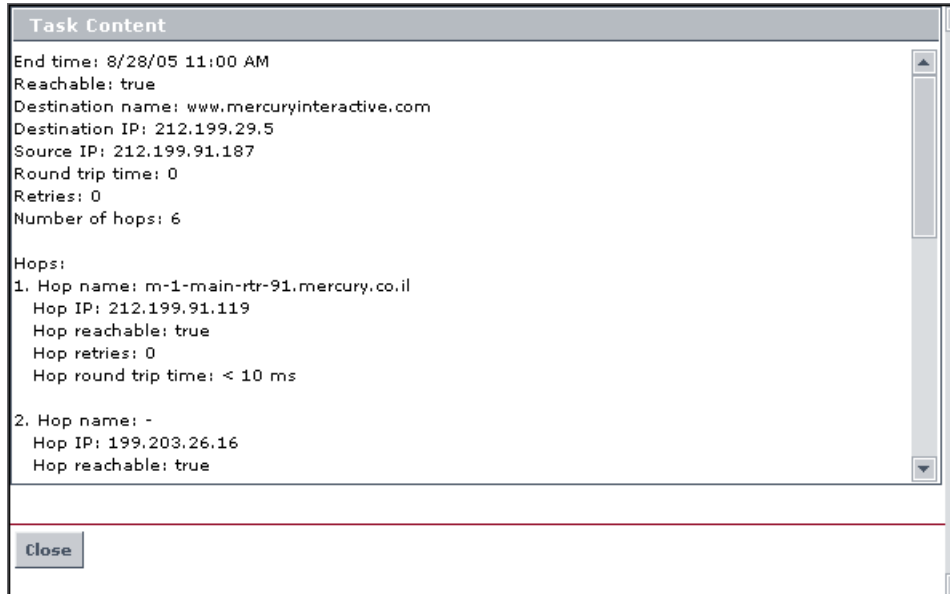 Task Content
End time: 8/28/05 11:00 AM
Reachable: true
Destination name: www.mercuryinteractive.com
Destination IP: 212.199.29.5
Source IP: 212.199.91.187
Round trip time: 0
Retries: 0
Number of hops: 6
Hops:
1. Hop name: m-1-main-rtr-91.mercury.co.il
Hop IP: 212.199.91.119
Hop reachable: true
Hop retries: 0
Hop round trip time: < 10 ms
2. Hop name: -
Hop IP: 199.203.26.16
Hop reachable: true
Close